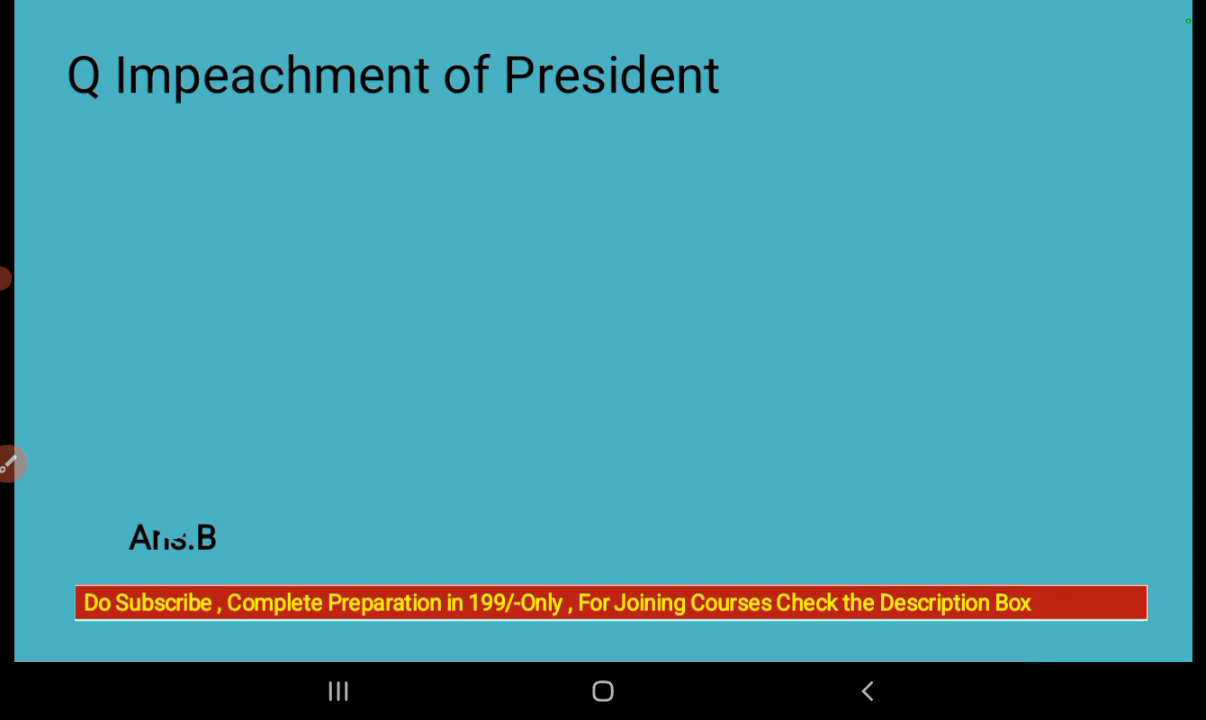 Q Impeachment of President
Ans.B
Do Subscribe , Complete Preparation in 199/-Only , For Joining Courses Check the Description Box